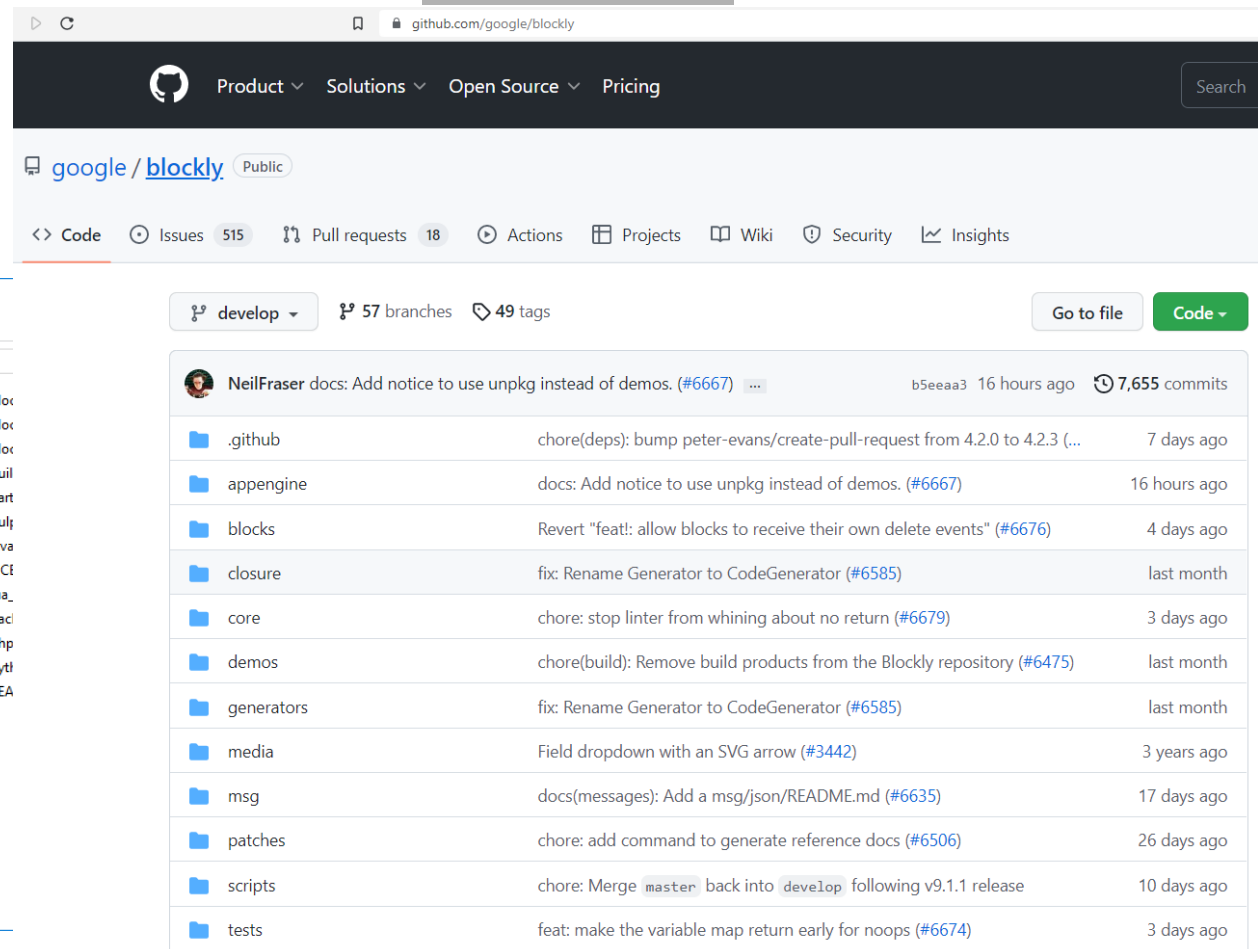 github.com/google/blockly
Product Solutions Open Source Pricing Search
google / blockly Public
Code Issues 515 Pull requests 18 Actions Projects Wiki Security Insights
develop 57 branches 49 tags Go to file Code
NeilFraser docs: Add notice to use unpkg instead of demos. (#6667) ... b5eeaa3 16 hours ago 7,655 commits
.github chore(deps): bump peter-evans/create-pull-request from 4.2.0 to 4.2.3 (... 7 days ago
appengine docs: Add notice to use unpkg instead of demos. (#6667) 16 hours ago
blocks Revert "feat!: allow blocks to receive their own delete events" (#6676) 4 days ago
closure fix: Rename Generator to CodeGenerator (#6585) last month
core chore: stop linter from whining about no return (#6679) 3 days ago
demos chore(build): Remove build products from the Blockly repository (#6475) last month
generators fix: Rename Generator to CodeGenerator (#6585) last month
media Field dropdown with an SVG arrow (#3442) 3 years ago
msg docs(messages): Add a msg/json/README.md (#6635) 17 days ago
patches chore: add command to generate reference docs (#6506) 26 days ago
scripts chore: Merge master back into develop following v9.1.1 release 10 days ago
tests feat: make the variable map return early for noops (#6674) 3 days ago